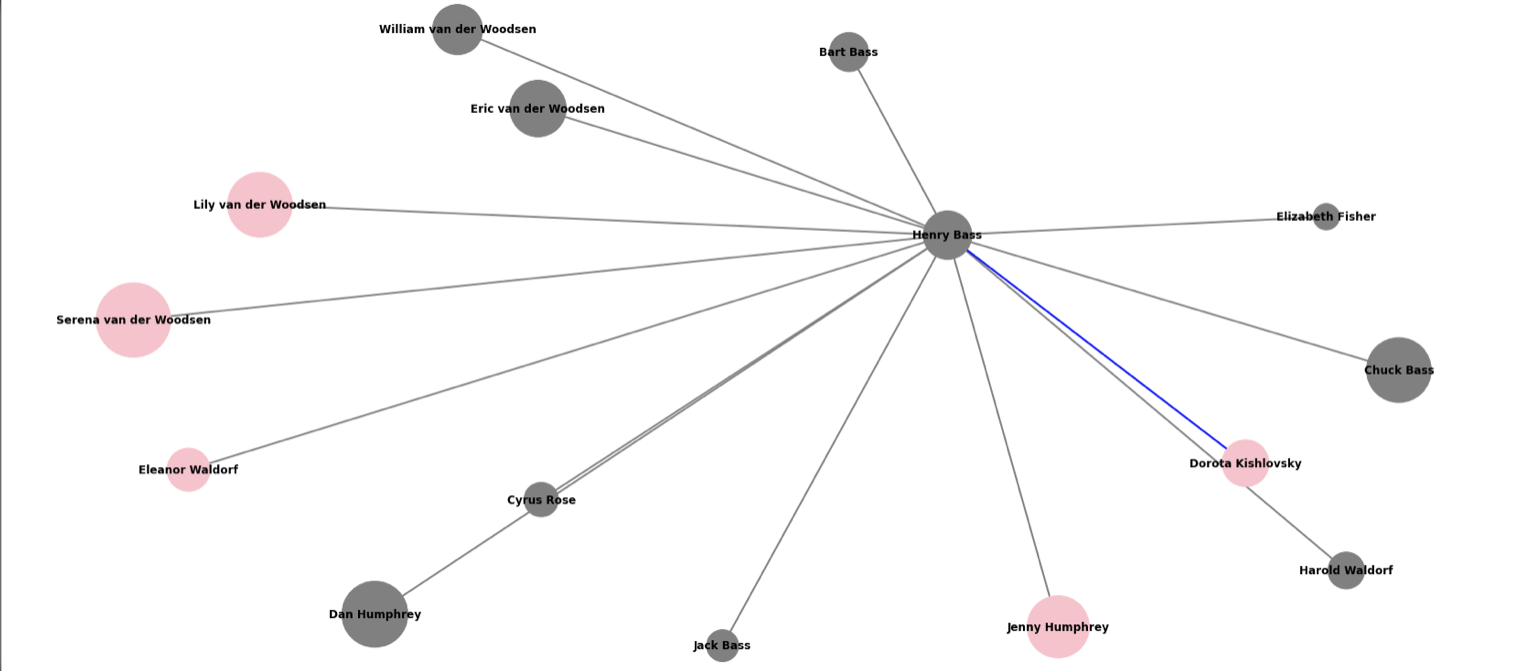 William van der Woodsen
Bart Bass
Eric van der Woodsen
Lily van der Woodsen
Elizabeth Fisher
Henry Bass
Serena van der Woodsen
Chuck Bass
Dorota Kishlovsky
Eleanor Waldorf
Cyrus Rose
Harold Waldorf
Dan Humphrey
Jenny Humphrey
Jack Bass